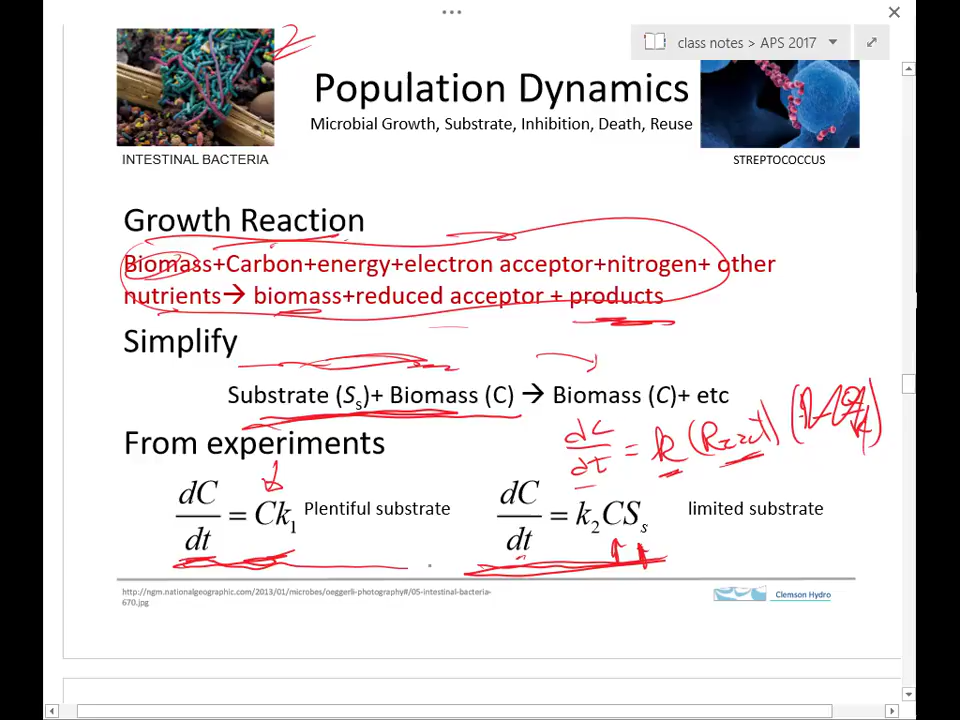 class notes > APS 2017
Population Dynamics
Microbial Growth, Substrate, Inhibition, Death, Reuse
INTESTINAL BACTERIA
STREPTOCOCCUS
Growth Reaction
Biomass+Carbon+energy+electron acceptor+nitrogen+ other
nutrients→ biomass+reduced acceptor + products
Simplify
Substrate (Ss)+ Biomass (C) → Biomass (C)+ etc
From experiments
dC/dt = k (React)
dC/dt = Ck1 Plentiful substrate
dC/dt = k2CSs limited substrate
http://ngm.nationalgeographic.com/2013/01/microbes/oeggerli-photography#/05-intestinal-bacteria-
670.jpg
Clemson Hydro